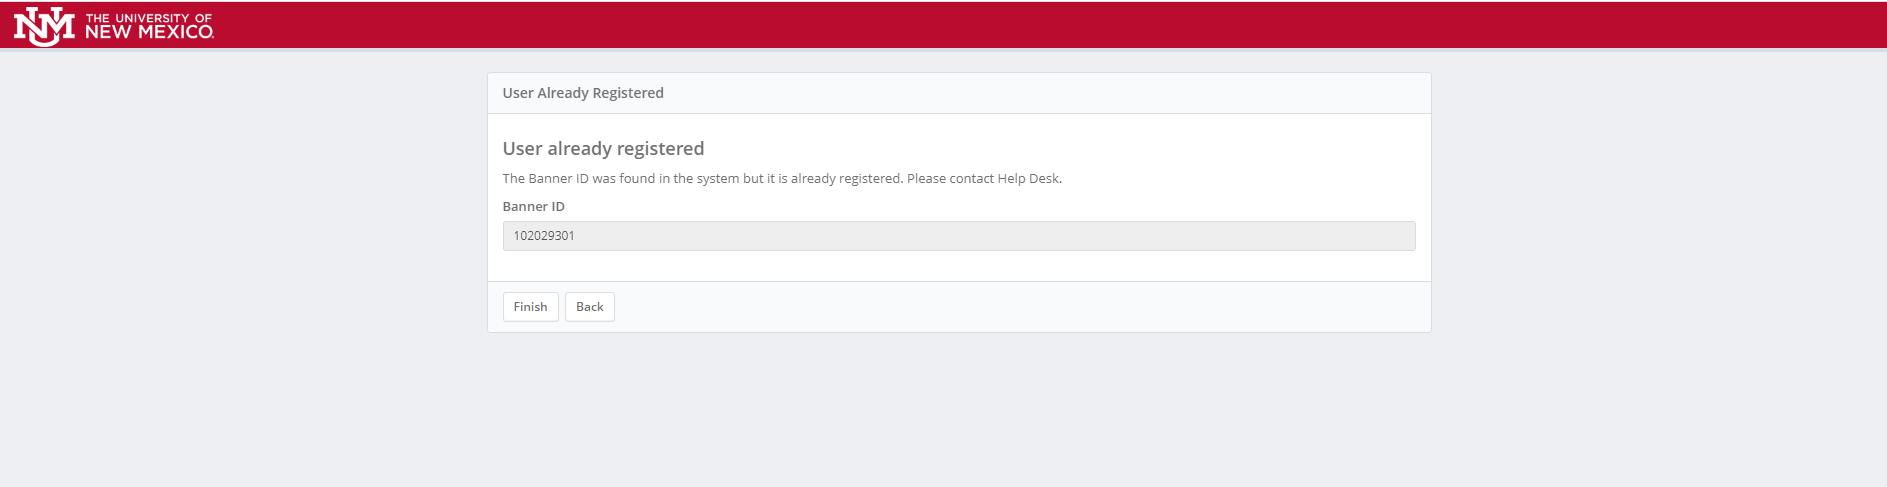 UNM
THE UNIVERSITY OF
NEW MEXICO.
User Already Registered
User already registered
The Banner ID was found in the system but it is already registered. Please contact Help Desk.
Banner ID
102029301
Finish Back